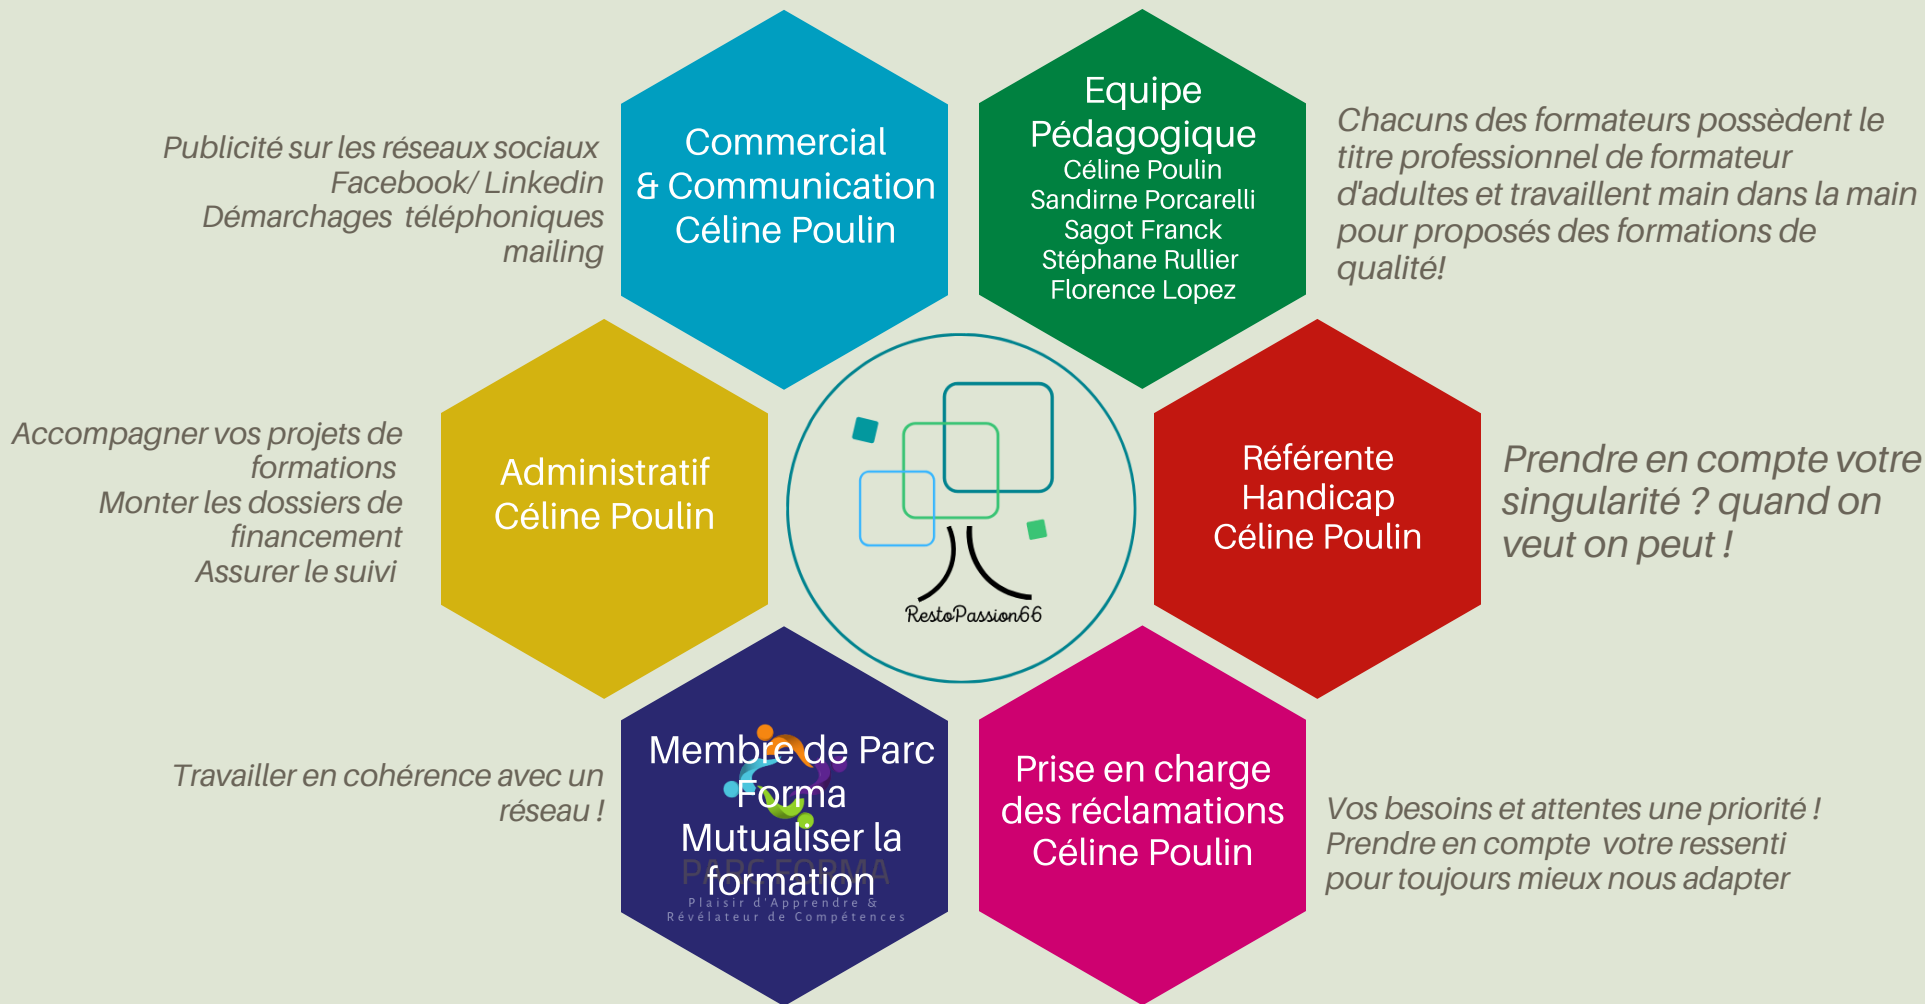 Publicité sur les réseaux sociaux
Facebook/ Linkedin
Démarchages téléphoniques
mailing
Commercial
& Communication
Céline Poulin
Equipe
Pédagogique
Céline Poulin
Sandirne Porcarelli
Sagot Franck
Stéphane Rullier
Florence Lopez
Chacuns des formateurs possèdent le
titre professionnel de formateur
d'adultes et travaillent main dans la main
pour proposés des formations de
qualité!
Accompagner vos projets de
formations
Monter les dossiers de
financement
Assurer le suivi
Administratif
Céline Poulin
RestoPassion66
Référente
Handicap
Céline Poulin
Prendre en compte votre
singularité ? quand on
veut on peut !
Travailler en cohérence avec un
réseau !
Membre de Parc
Forma
Mutualiser la
formation
PARC FORMA
Plaisir d'Apprendre &
Révélateur de Compétences
Prise en charge
des réclamations
Céline Poulin
Vos besoins et attentes une priorité !
Prendre en compte votre ressenti
pour toujours mieux nous adapter